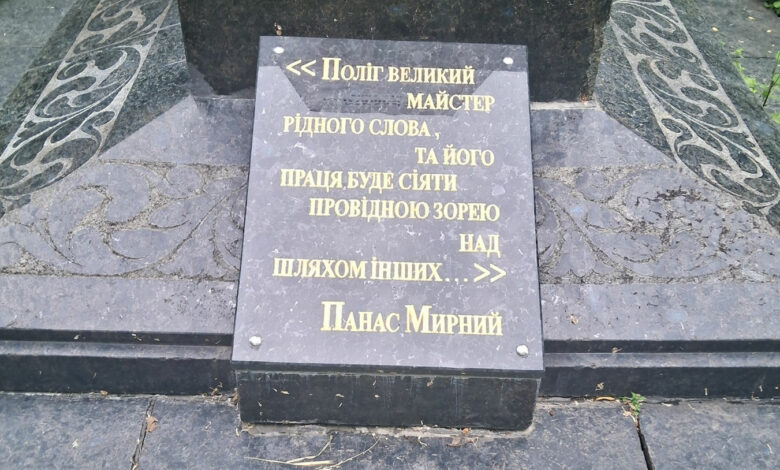 << Поліг великий
майстер
рідного слова,
та його
праця буде сіяти
провідною зорею
над
шляхом інших...>>
Панас Мирний